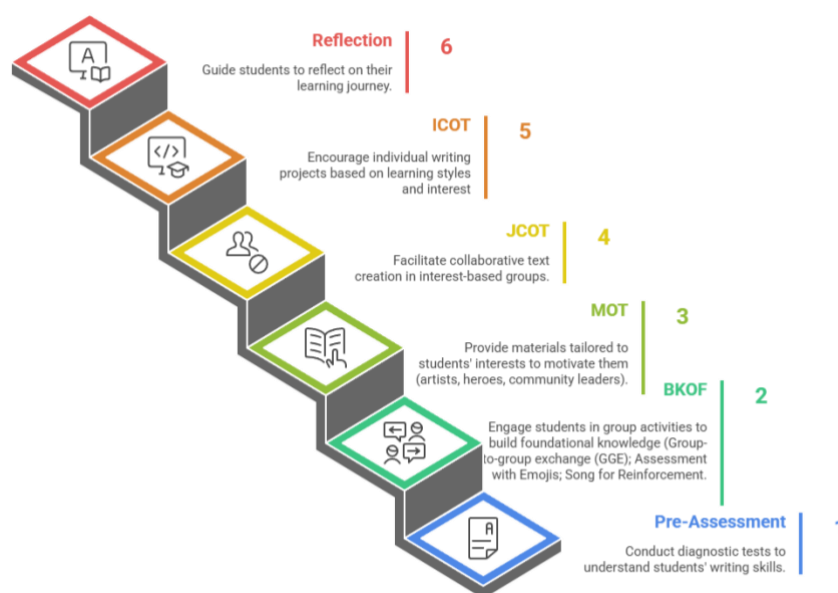 Reflection
6
Guide students to reflect on their
learning journey.
ICOT
5
Encourage individual writing
projects based on learning styles
and interest
JCOT
4
Facilitate collaborative text
creation in interest-based groups.
MOT
3
Provide materials tailored to
students' interests to motivate them
(artists, heroes, community leaders).
BKOF
2
Engage students in group activities to
build foundational knowledge (Group-
to-group exchange (GGE); Assessment
with Emojis; Song for Reinforcement.
Pre-Assessment
Conduct diagnostic tests to
understand students' writing skills.
A
A